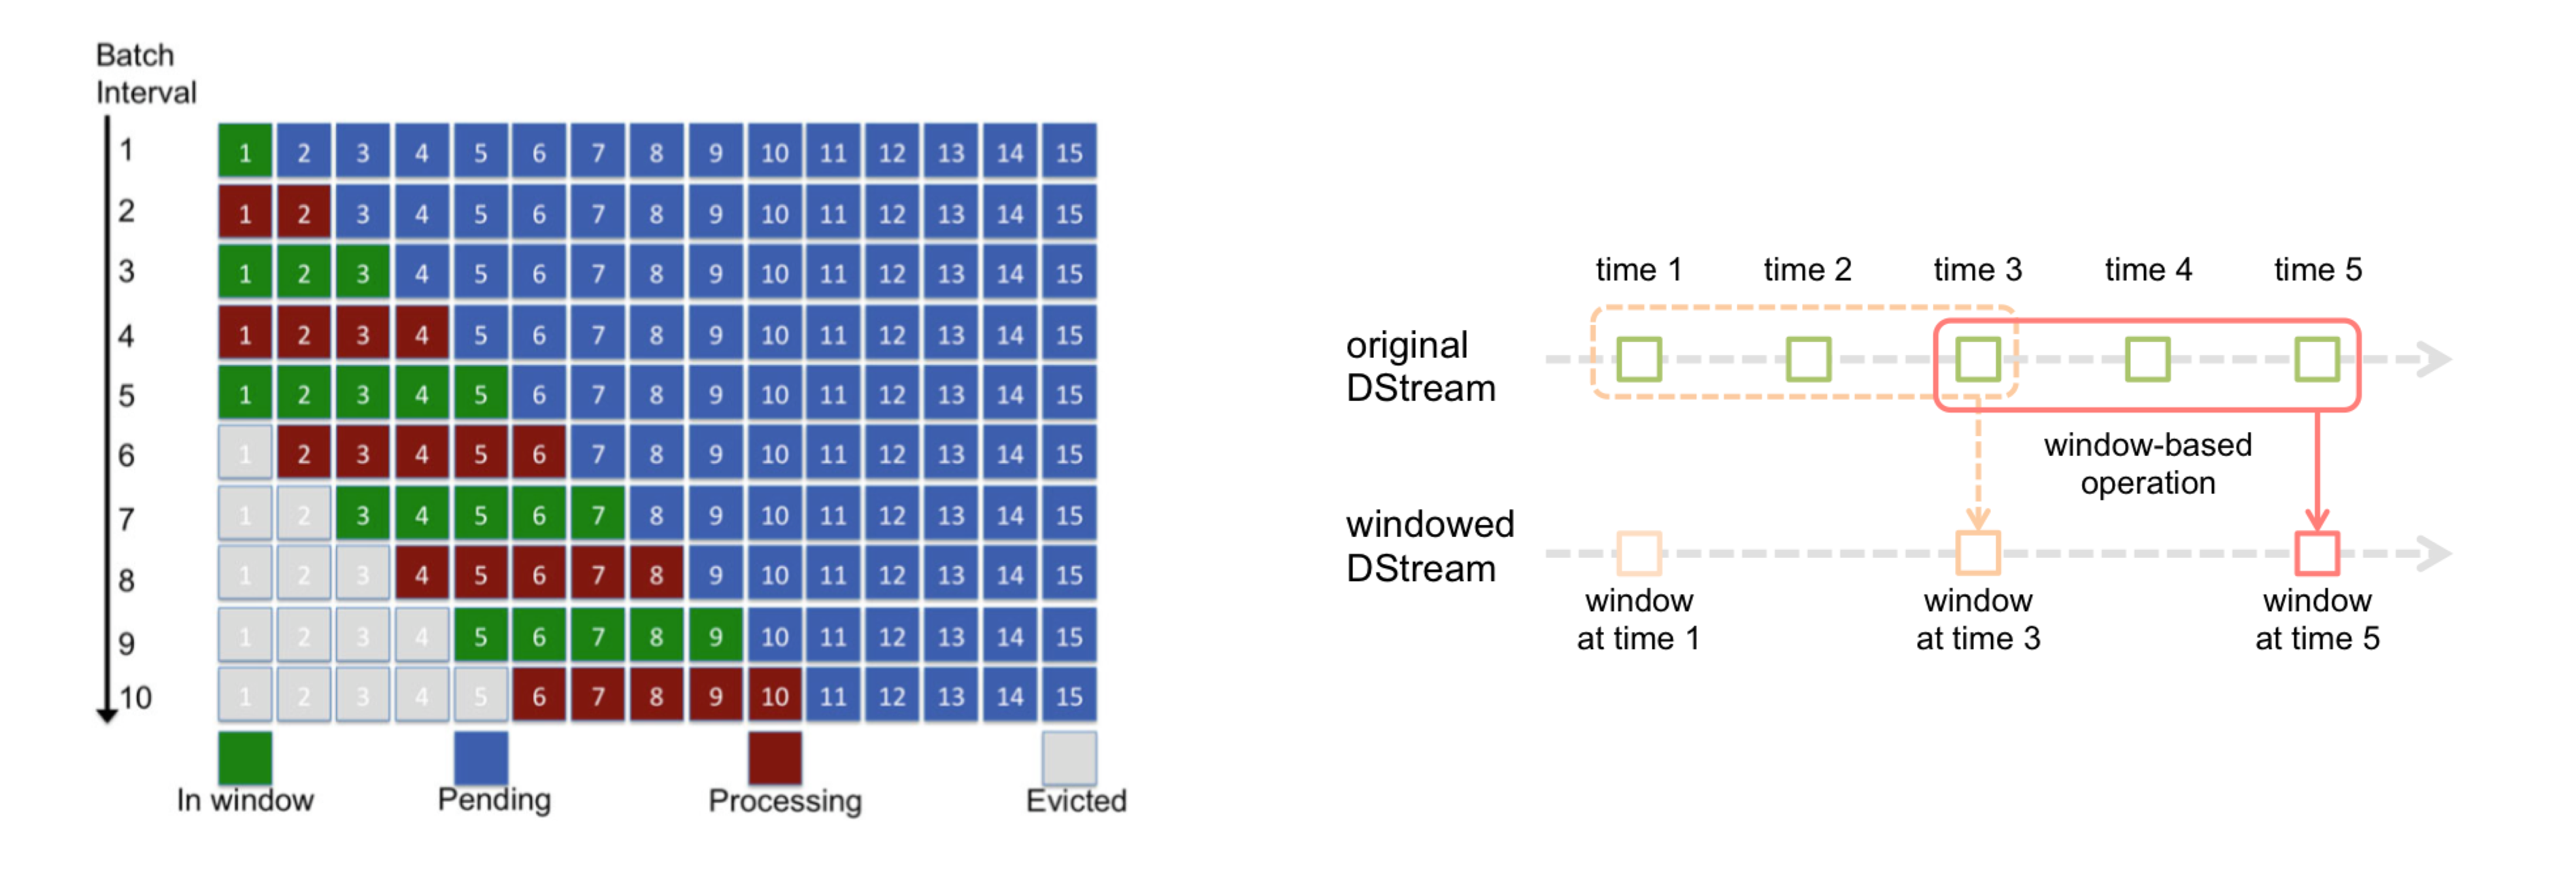 Batch
Interval
1 1 2 3 4 5 6 7 8 9 10 11 12 13 14 15
2 1 2 3 4 5 6 7 8 9 10 11 12 13 14 15
3 1 2 3 4 5 6 7 8 9 10 11 12 13 14 15
4 1 2 3 4 5 6 7 8 9 10 11 12 13 14 15
5 1 2 3 4 5 6 7 8 9 10 11 12 13 14 15
6 1 2 3 4 5 6 7 8 9 10 11 12 13 14 15
7 1 2 3 4 5 6 7 8 9 10 11 12 13 14 15
8 1 2 3 4 5 6 7 8 9 10 11 12 13 14 15
9 1 2 3 4 5 6 7 8 9 10 11 12 13 14 15
10 1 2 3 4 5 6 7 8 9 10 11 12 13 14 15
In window Pending Processing Evicted
time 1 time 2 time 3 time 4 time 5
original
DStream
window-based
operation
windowed
DStream
window
at time 1
window
at time 3
window
at time 5